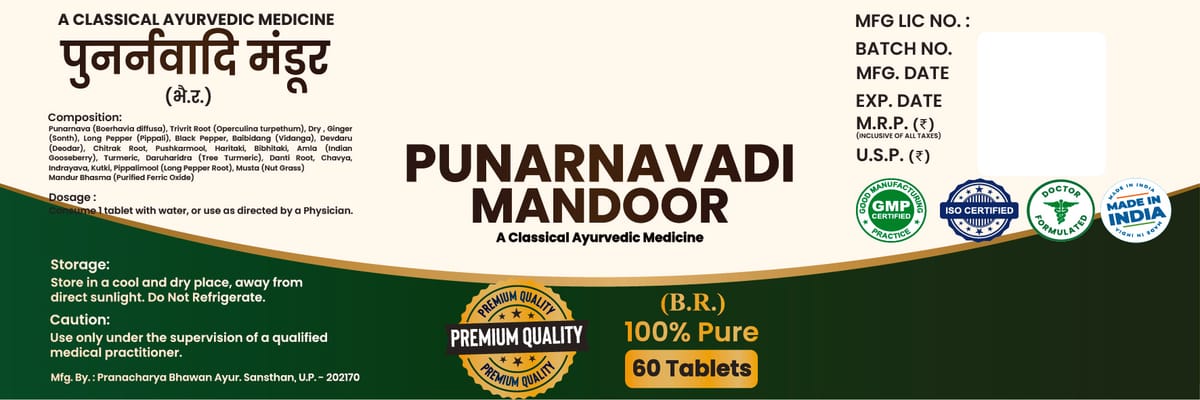 A CLASSICAL AYURVEDIC MEDICINE
पुनर्नवादि मंडूर
(भै.र.)
Composition:
Punarnava (Boerhavia diffusa), Trivrit Root (Operculina turpethum), Dry , Ginger
(Sonth), Long Pepper (Pippali), Black Pepper, Baibidang (Vidanga), Devdaru
(Deodar), Chitrak Root, Pushkarmool, Haritaki, Bibhitaki, Amla (Indian
Gooseberry), Turmeric, Daruharidra (Tree Turmeric), Danti Root, Chavya,
Indrayava, Kutki, Pippalimool (Long Pepper Root), Musta (Nut Grass)
Mandur Bhasma (Purified Ferric Oxide)
Dosage :
Consume 1 tablet with water, or use as directed by a Physician.
Storage:
Store in a cool and dry place, away from
direct sunlight. Do Not Refrigerate.
Caution:
Use only under the supervision of a qualified
medical practitioner.
Mfg. By. : Pranacharya Bhawan Ayur. Sansthan, U.P. - 202170
PUNARNAVADI
MANDOOR
A Classical Ayurvedic Medicine
PREMIUM QUALITY
PREMIUM QUALITY
PREMIUM QUALITY
(B.R.)
100% Pure
60 Tablets
MFG LIC NO. :
BATCH NO.
MFG. DATE
EXP. DATE
M.R.P. (₹)
(INCLUSIVE OF ALL TAXES)
U.S.P. (₹)
GOOD MANUFACTURING
GMP
CERTIFIED
PRACTICE
ISO CERTIFIED
DOCTOR
FORMULATED
MADE IN INDIA
MADE IN
INDIA
MADE IN INDIA